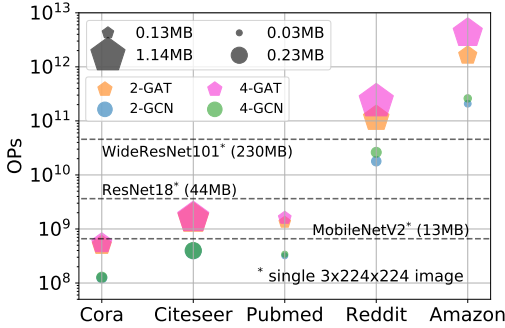 10^13
10^12
10^11
10^10
10^9
10^8
OPs
0.13MB 0.03MB
1.14MB 0.23MB
2-GAT 4-GAT
2-GCN 4-GCN
WideResNet101* (230MB)
ResNet18* (44MB)
MobileNetV2* (13MB)
* single 3x224x224 image
Cora Citeseer Pubmed Reddit Amazon